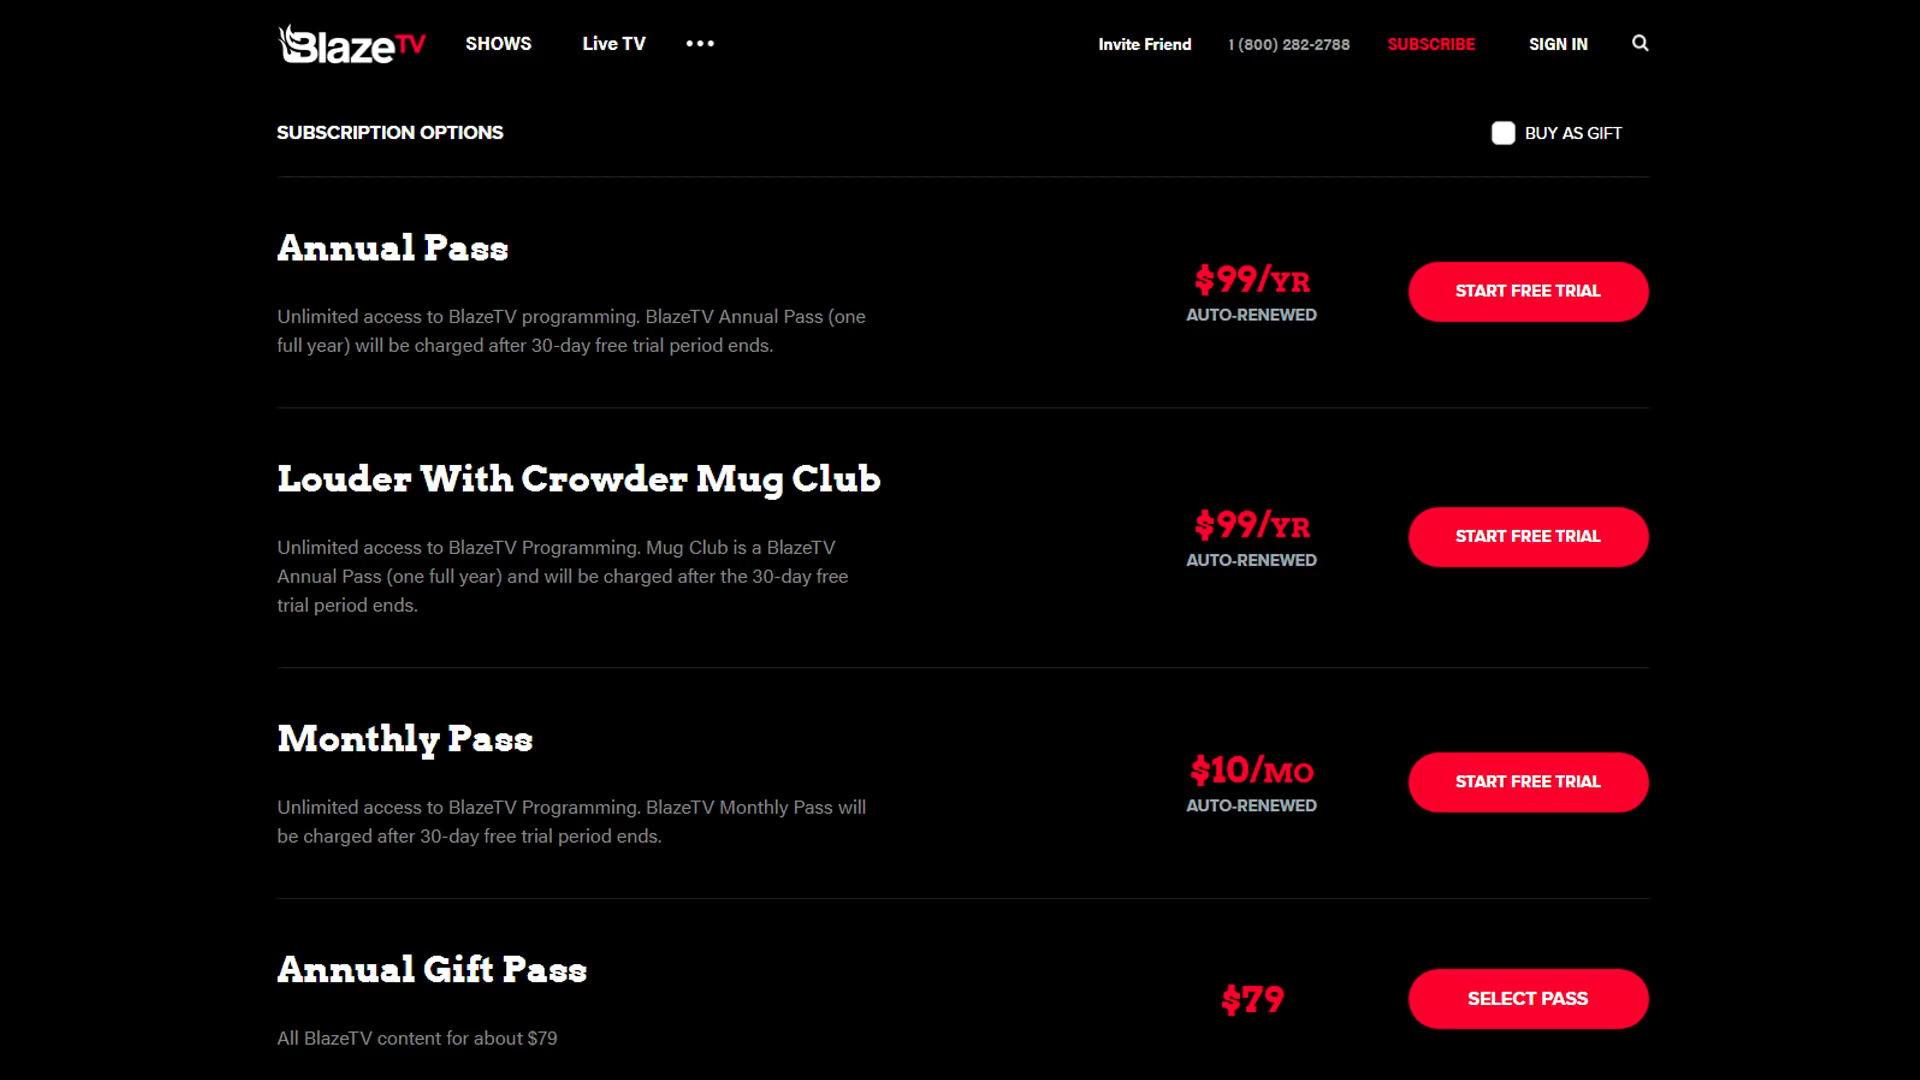 BlazeTV SHOWS Live TV ••• Invite Friend 1 (800) 282-2788 SUBSCRIBE SIGN IN
SUBSCRIPTION OPTIONS BUY AS GIFT
Annual Pass
Unlimited access to BlazeTV programming. BlazeTV Annual Pass (one
full year) will be charged after 30-day free trial period ends.
$99/YR
AUTO-RENEWED
START FREE TRIAL
Louder With Crowder Mug Club
Unlimited access to BlazeTV Programming. Mug Club is a BlazeTV
Annual Pass (one full year) and will be charged after the 30-day free
trial period ends.
$99/YR
AUTO-RENEWED
START FREE TRIAL
Monthly Pass
Unlimited access to BlazeTV Programming. BlazeTV Monthly Pass will
be charged after 30-day free trial period ends.
$10/MO
AUTO-RENEWED
START FREE TRIAL
Annual Gift Pass
All BlazeTV content for about $79
$79
SELECT PASS